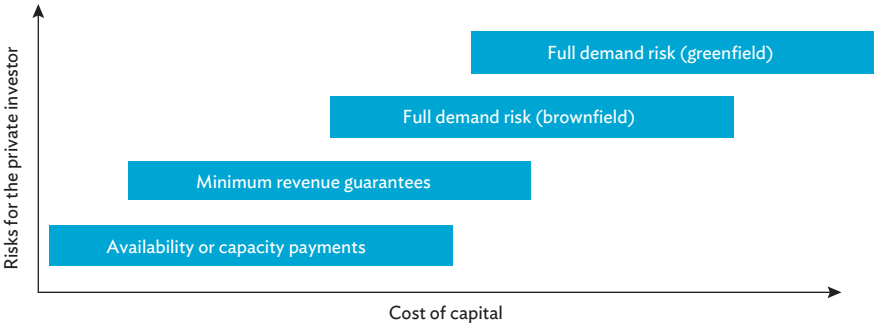 Risks for the private investor
Full demand risk (greenfield)
Full demand risk (brownfield)
Minimum revenue guarantees
Availability or capacity payments
Cost of capital